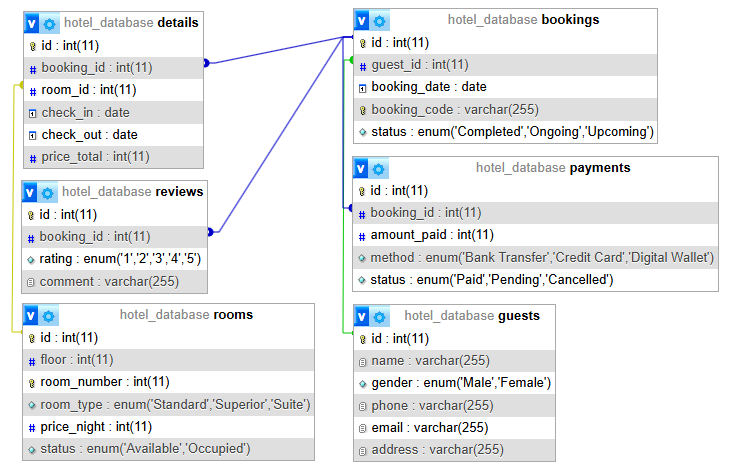 hotel_database details
id : int(11)
booking_id : int(11)
room_id : int(11)
check_in : date
check_out : date
price_total : int(11)
hotel_database reviews
id : int(11)
booking_id : int(11)
rating : enum('1','2','3','4','5')
comment : varchar(255)
hotel_database rooms
id : int(11)
floor : int(11)
room_number : int(11)
room_type : enum('Standard','Superior','Suite')
price_night : int(11)
status : enum('Available','Occupied')
hotel_database bookings
id : int(11)
guest_id : int(11)
booking_date : date
booking_code : varchar(255)
status : enum('Completed','Ongoing','Upcoming')
hotel_database payments
id : int(11)
booking_id : int(11)
amount_paid : int(11)
method : enum('Bank Transfer','Credit Card','Digital Wallet')
status : enum('Paid','Pending','Cancelled')
hotel_database guests
id : int(11)
name : varchar(255)
gender : enum('Male','Female')
phone : varchar(255)
email : varchar(255)
address : varchar(255)